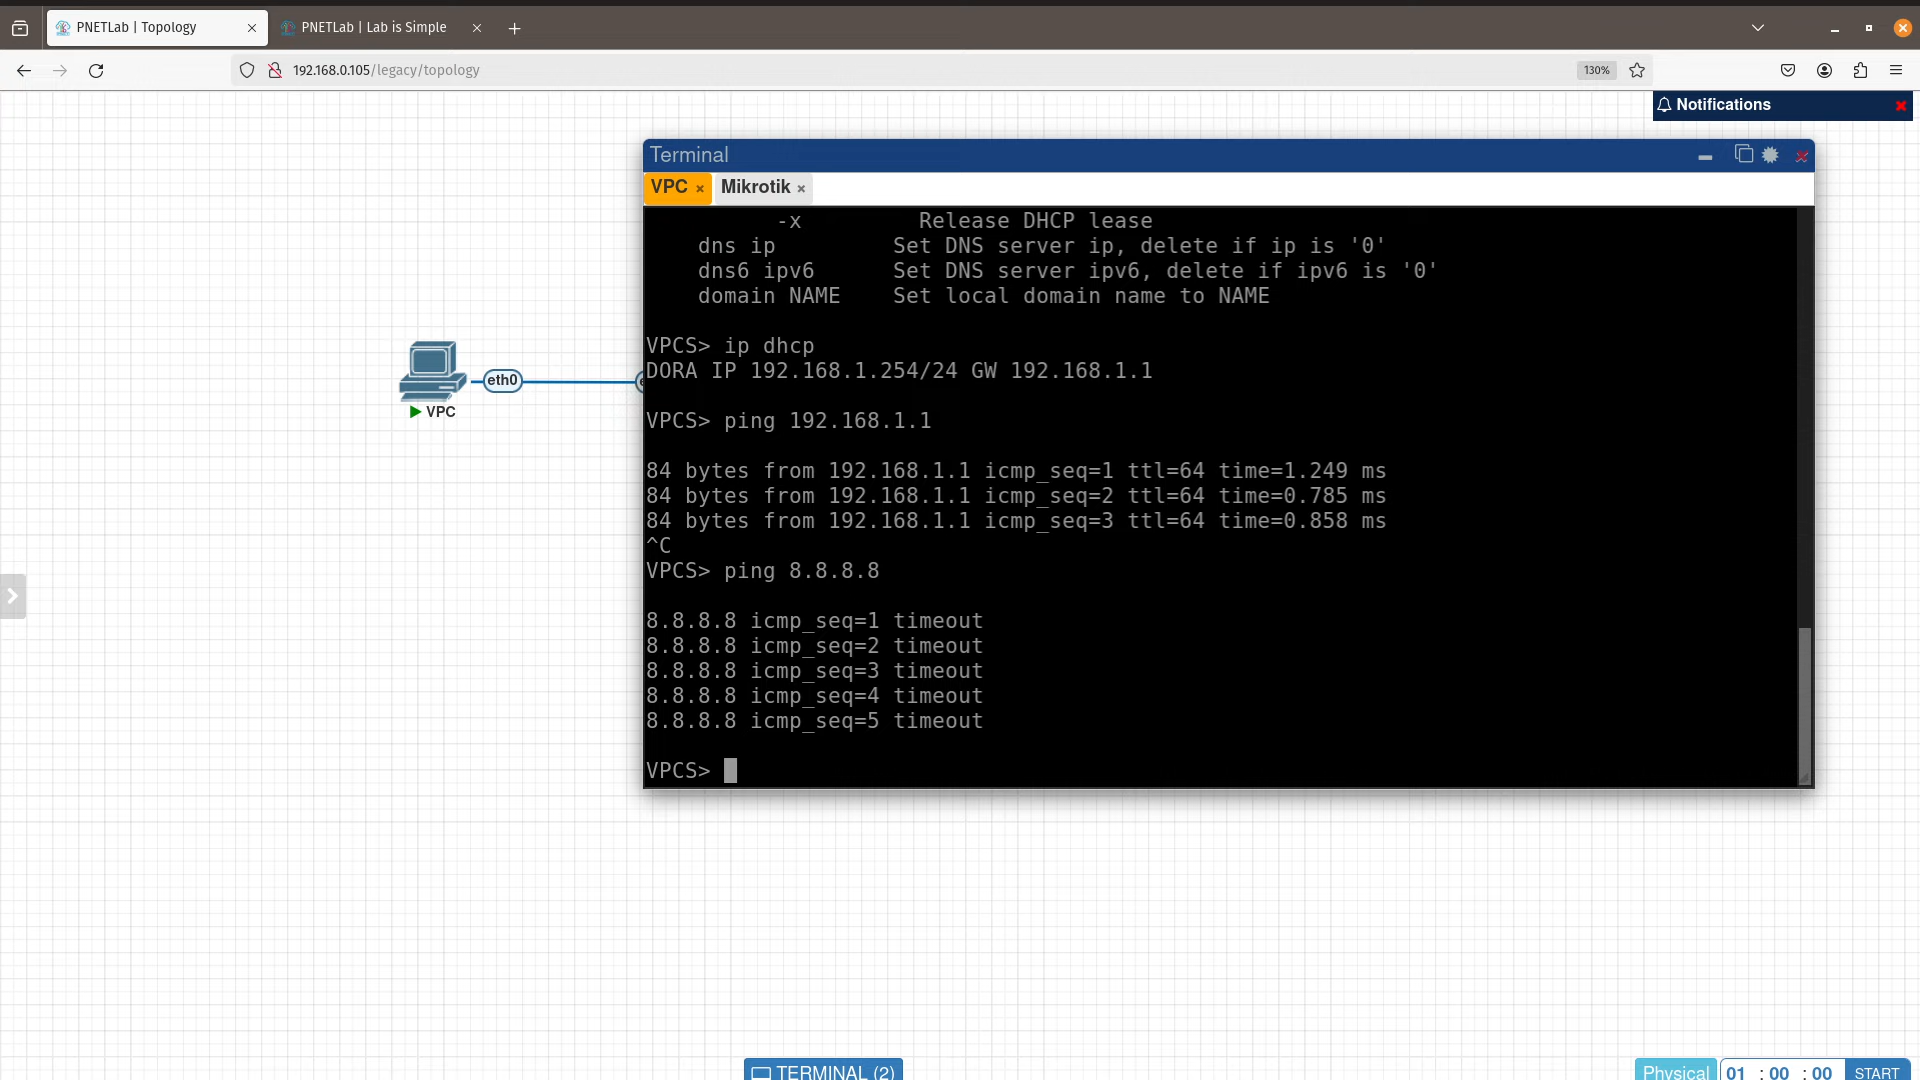 PNETLab | Topology
PNETLab | Lab is Simple
192.168.0.105/legacy/topology
130%
Notifications
Terminal
VPC
Mikrotik
-x Release DHCP lease
dns ip Set DNS server ip, delete if ip is '0'
dns6 ipv6 Set DNS server ipv6, delete if ipv6 is '0'
domain NAME Set local domain name to NAME
VPCS> ip dhcp
DORA IP 192.168.1.254/24 GW 192.168.1.1
VPCS> ping 192.168.1.1
84 bytes from 192.168.1.1 icmp_seq=1 ttl=64 time=1.249 ms
84 bytes from 192.168.1.1 icmp_seq=2 ttl=64 time=0.785 ms
84 bytes from 192.168.1.1 icmp_seq=3 ttl=64 time=0.858 ms
^C
VPCS> ping 8.8.8.8
8.8.8.8 icmp_seq=1 timeout
8.8.8.8 icmp_seq=2 timeout
8.8.8.8 icmp_seq=3 timeout
8.8.8.8 icmp_seq=4 timeout
8.8.8.8 icmp_seq=5 timeout
VPCS>
eth0
VPC
TERMINAL (2)
Physical
01 : 00 : 00
START